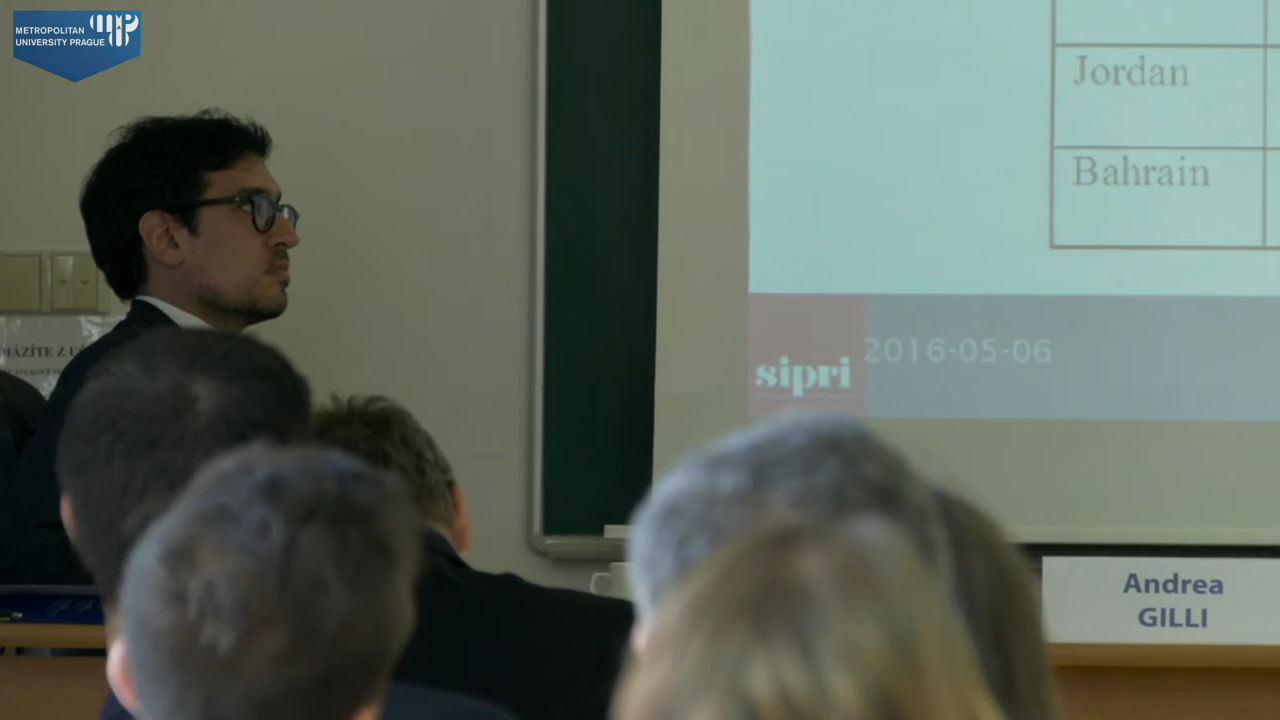 METROPOLITAN
UNIVERSITY PRAGUE
Jordan
Bahrain
sipri
2016-05-06
Andrea
GILLI